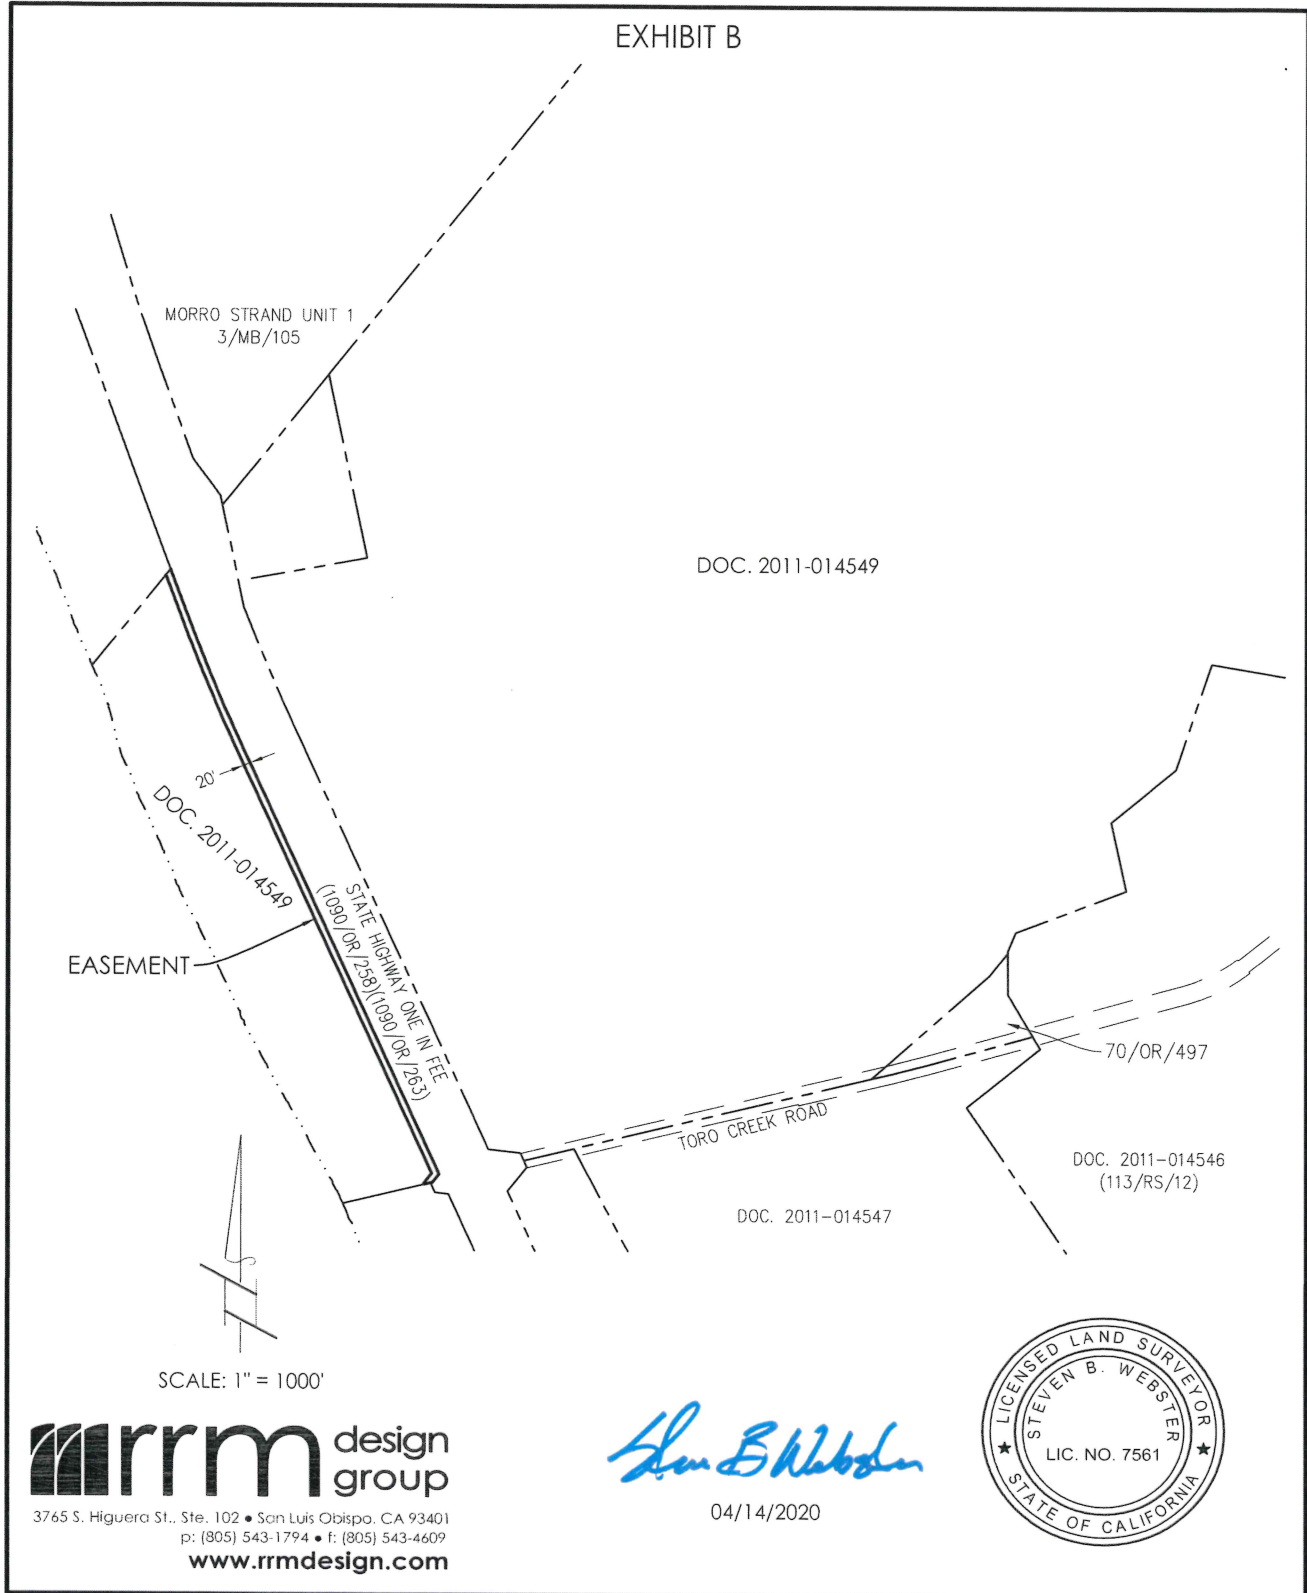 EXHIBIT B
MORRO STRAND UNIT 1
3/MB/105
DOC. 2011-014549
20'
DOC. 2011-014549
EASEMENT
STATE HIGHWAY ONE IN FEE
(1090/OR/258)(1090/OR/263)
70/OR/497
TORO CREEK ROAD
DOC. 2011-014546
(113/RS/12)
DOC. 2011-014547
SCALE: 1" = 1000'
rrm design
group
3765 S. Higuera St., Ste. 102 • San Luis Obispo, CA 93401
p: (805) 543-1794 • f: (805) 543-4609
www.rrmdesign.com
Steven B Webster
04/14/2020
LICENSED LAND SURVEYOR
STEVEN B. WEBSTER
LIC. NO. 7561
★ STATE OF CALIFORNIA ★